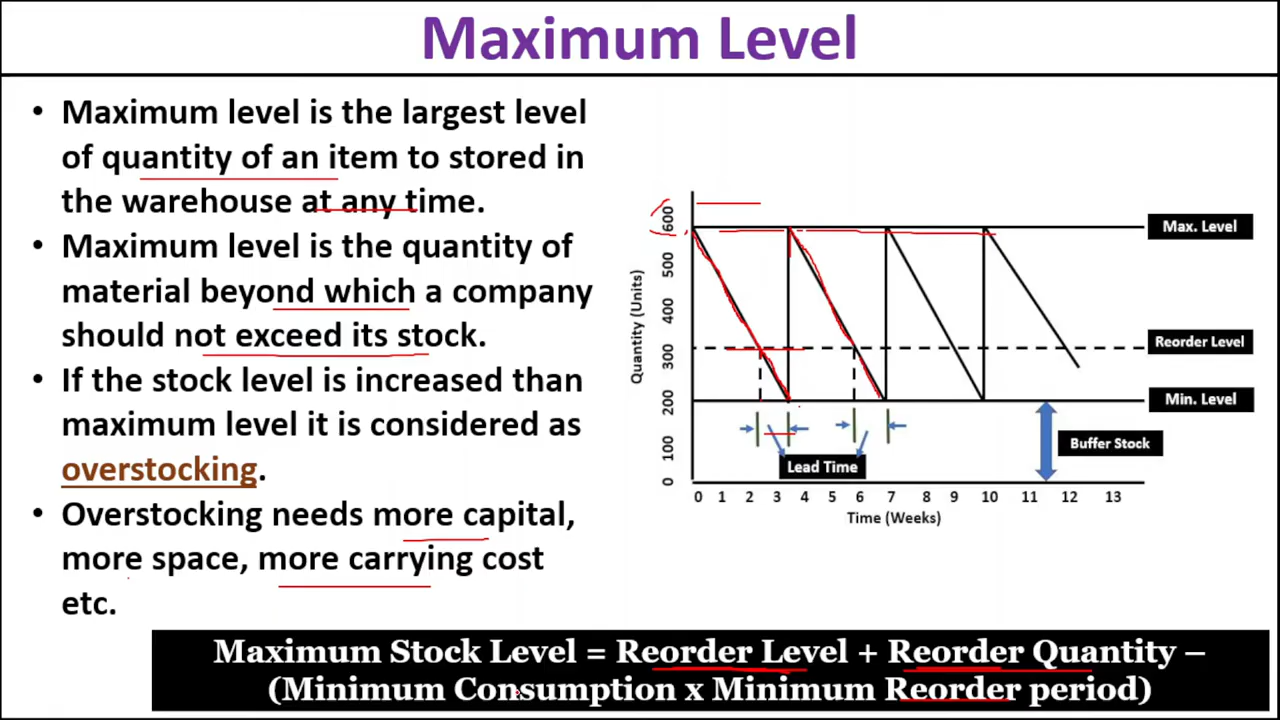 Maximum Level
• Maximum level is the largest level
of quantity of an item to stored in
the warehouse at any time.
• Maximum level is the quantity of
material beyond which a company
should not exceed its stock.
• If the stock level is increased than
maximum level it is considered as
overstocking.
• Overstocking needs more capital,
more space, more carrying cost
etc.
Quantity (Units)
600
500
400
300
200
100
0
Max. Level
Reorder Level
Min. Level
Buffer Stock
Lead Time
0 1 2 3 4 5 6 7 8 9 10 11 12 13
Time (Weeks)
Maximum Stock Level = Reorder Level + Reorder Quantity –
(Minimum Consumption x Minimum Reorder period)